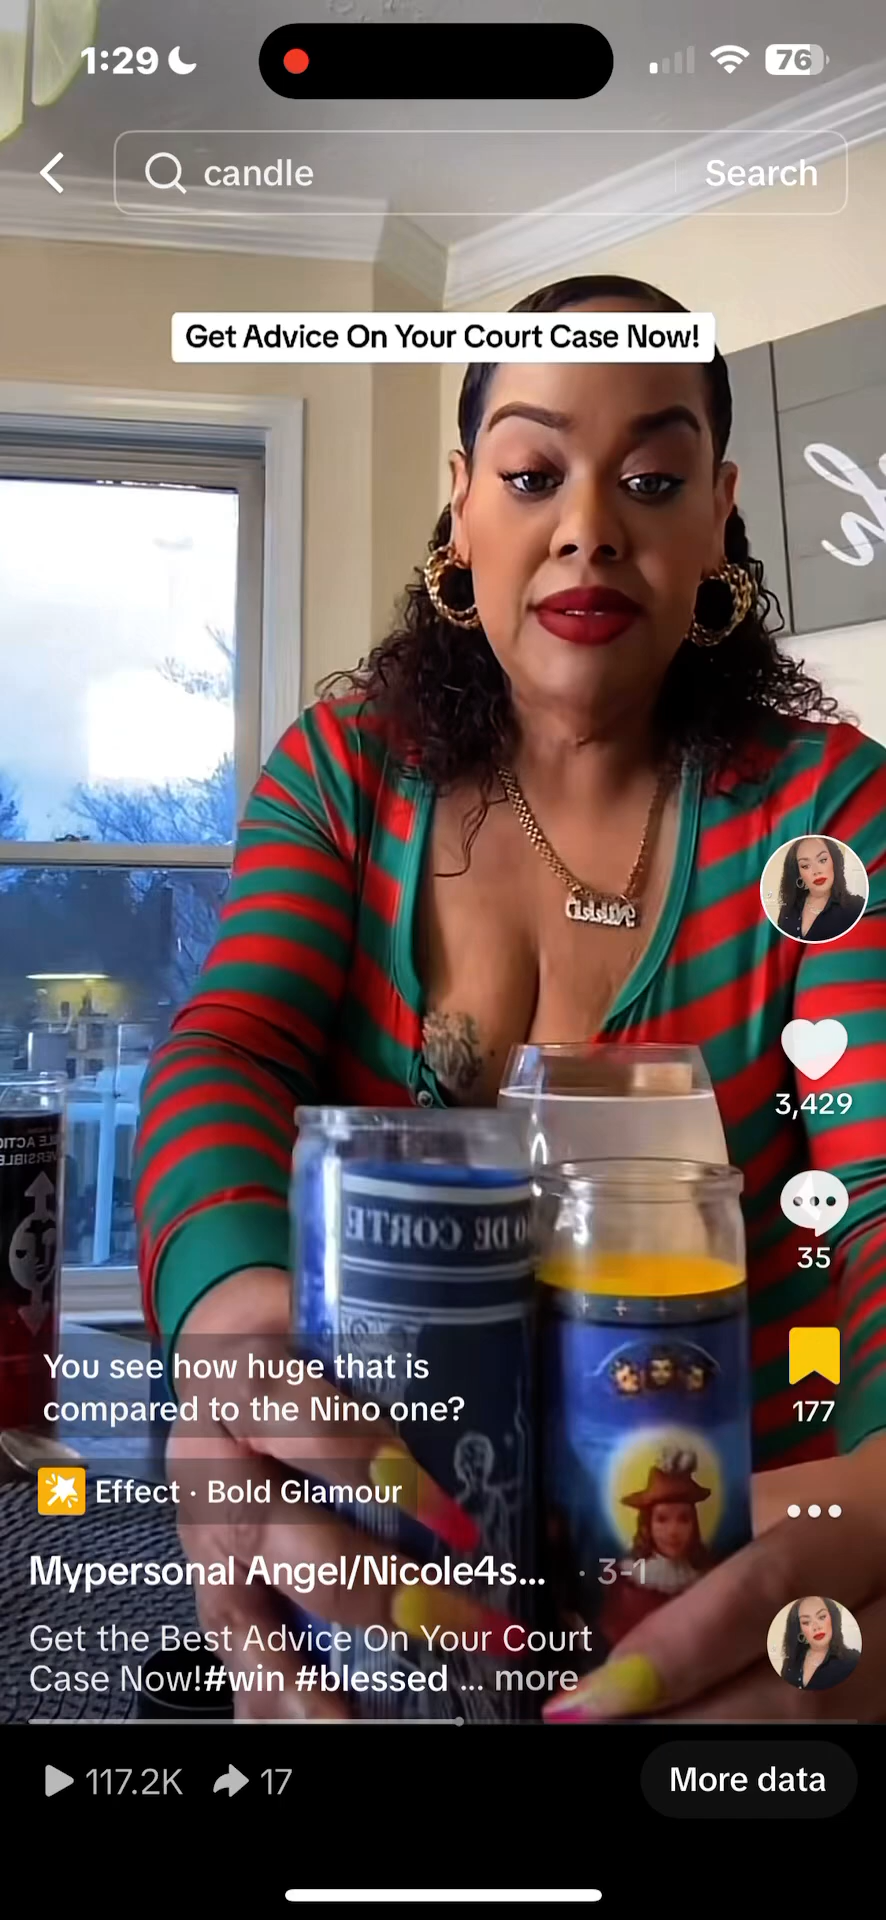 1:29
76
candle
Search
Get Advice On Your Court Case Now!
DE CORTE
3,429
35
You see how huge that is
compared to the Nino one?
177
Effect · Bold Glamour
Mypersonal Angel/Nicole4s... · 3-1
Get the Best Advice On Your Court
Case Now!#win #blessed ... more
117.2K
17
More data